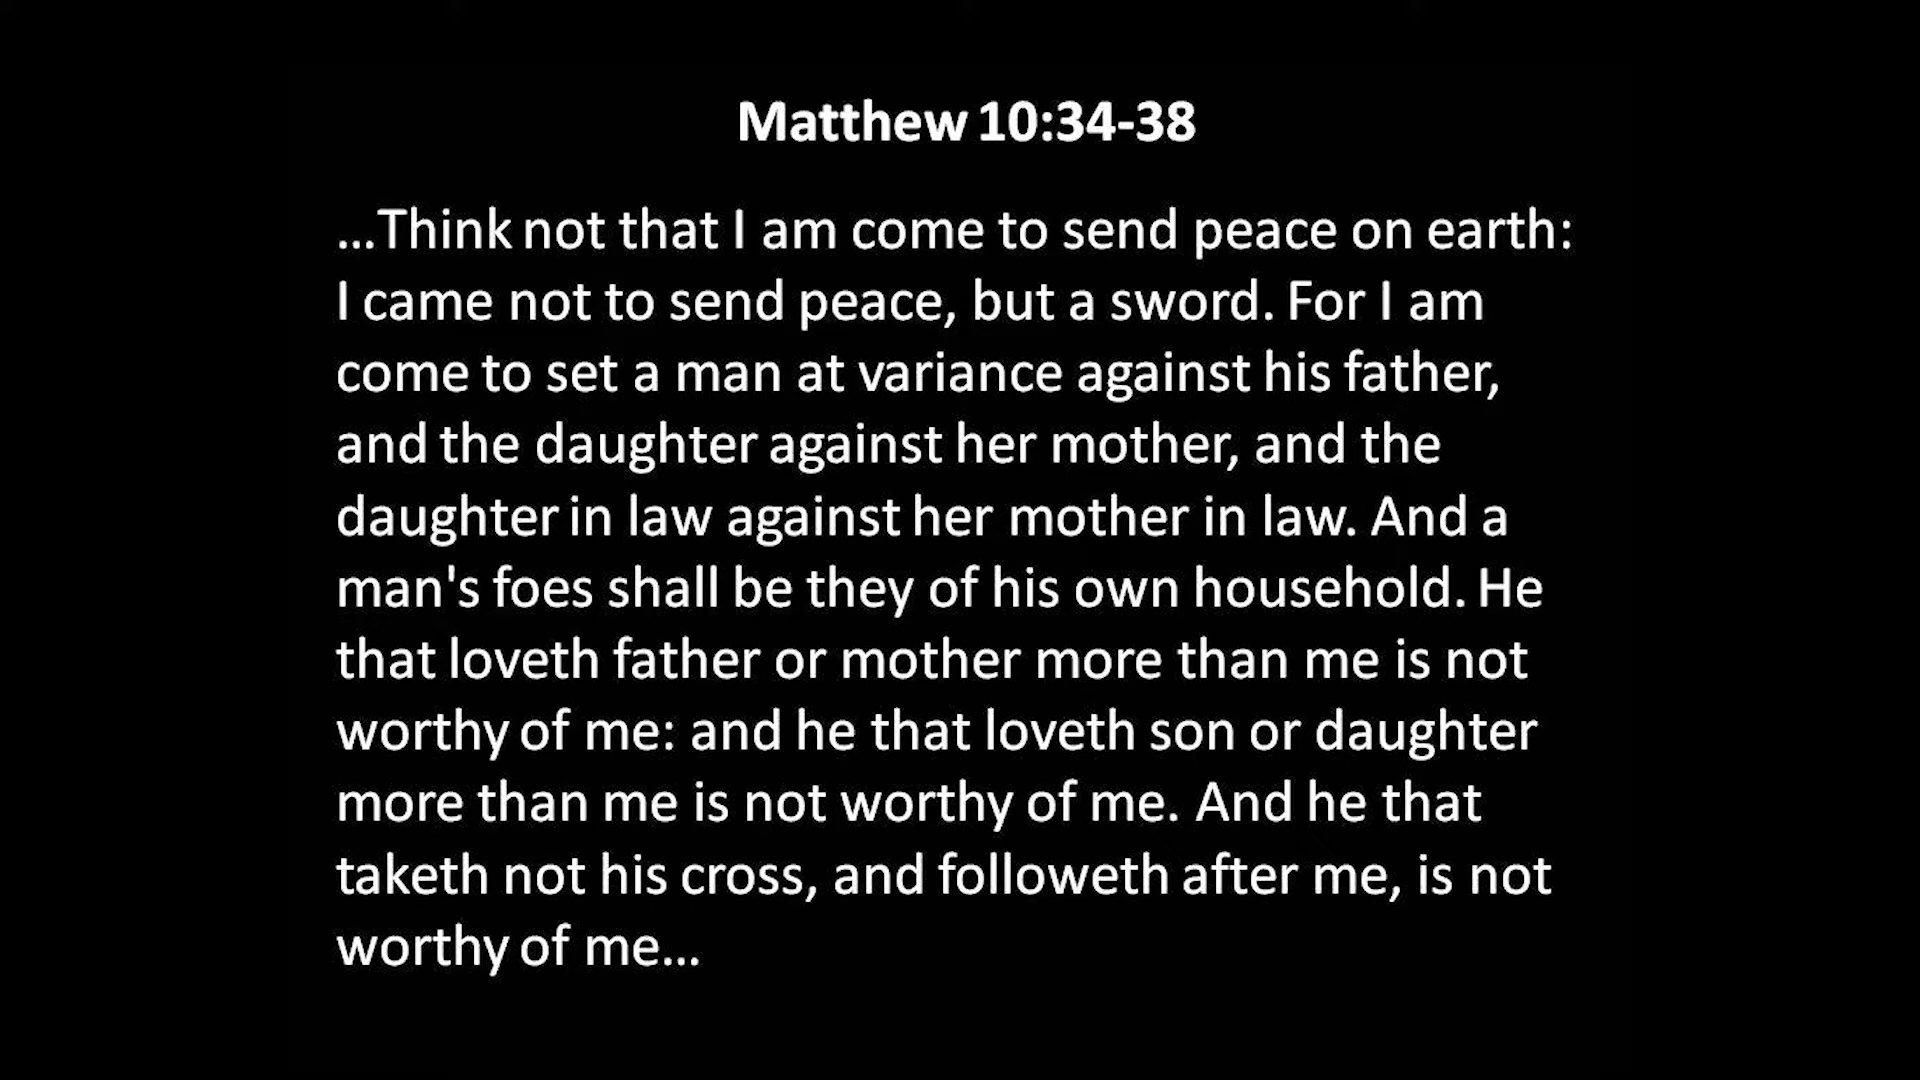 Matthew 10:34-38
...Think not that I am come to send peace on earth:
I came not to send peace, but a sword. For I am
come to set a man at variance against his father,
and the daughter against her mother, and the
daughter in law against her mother in law. And a
man's foes shall be they of his own household. He
that loveth father or mother more than me is not
worthy of me: and he that loveth son or daughter
more than me is not worthy of me. And he that
taketh not his cross, and followeth after me, is not
worthy of me...